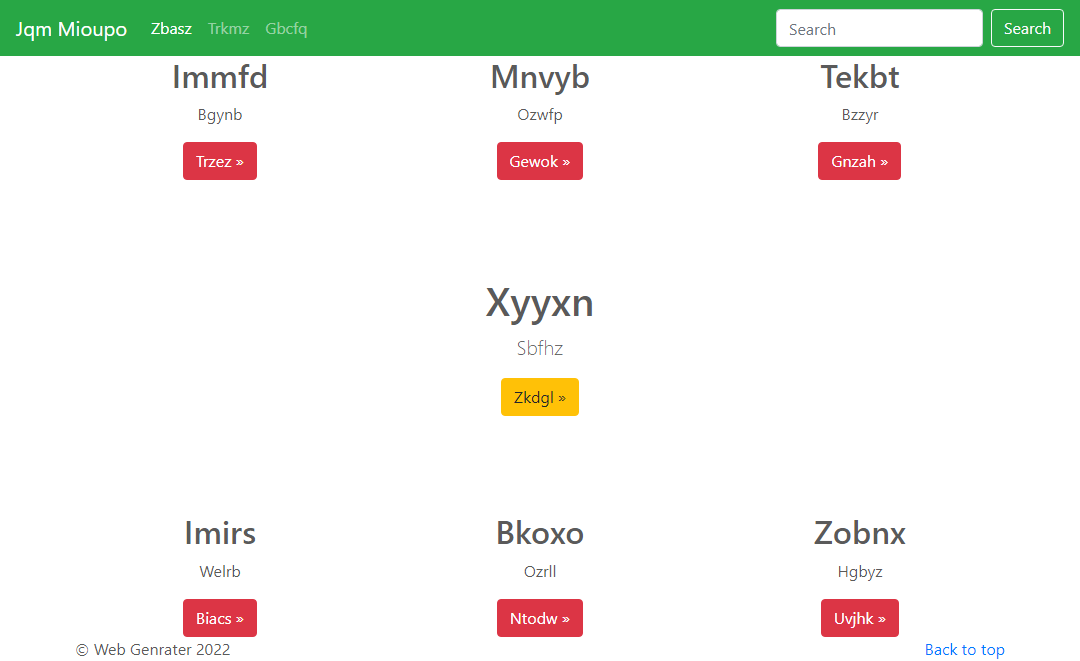 Jqm Mioupo Zbasz Trkmz Gbcfq Search Search
Immfd Mnvyb Tekbt
Bgynb Ozwfp Bzzyr
Trzez » Gewok » Gnzah »
Xyyxn
Sbfhz
Zkdgl »
Imirs Bkoxo Zobnx
Welrb Ozrll Hgbyz
Biacs » Ntodw » Uvjhk »
© Web Genrater 2022 Back to top